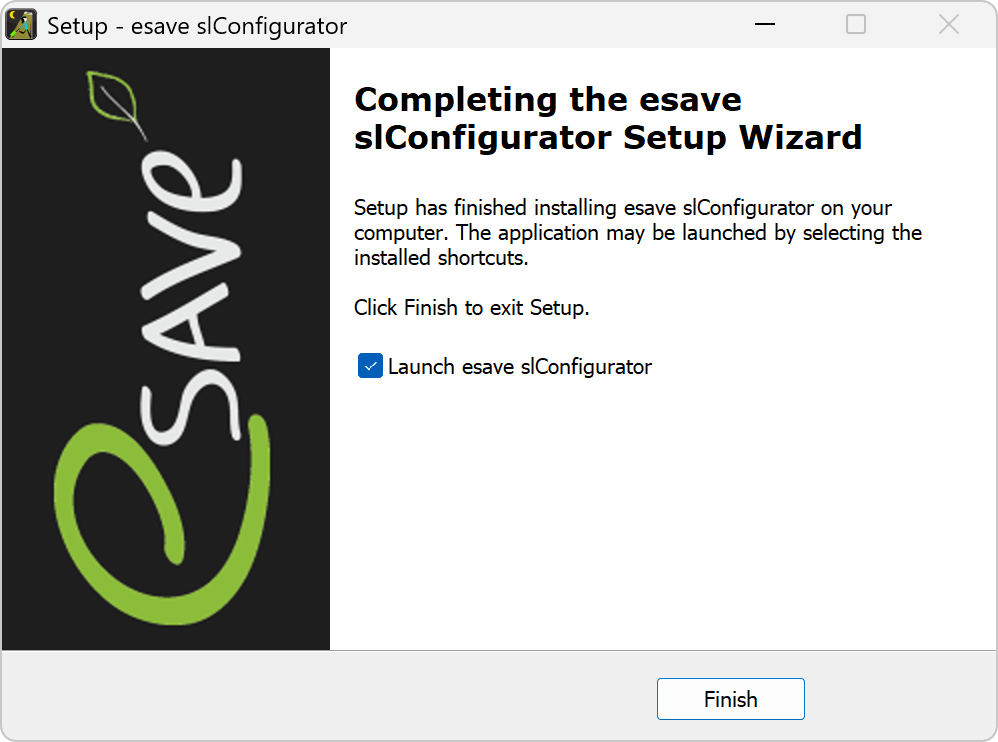 Setup - esave slConfigurator
esave
Completing the esave
slConfigurator Setup Wizard
Setup has finished installing esave slConfigurator on your
computer. The application may be launched by selecting the
installed shortcuts.
Click Finish to exit Setup.
Launch esave slConfigurator
Finish